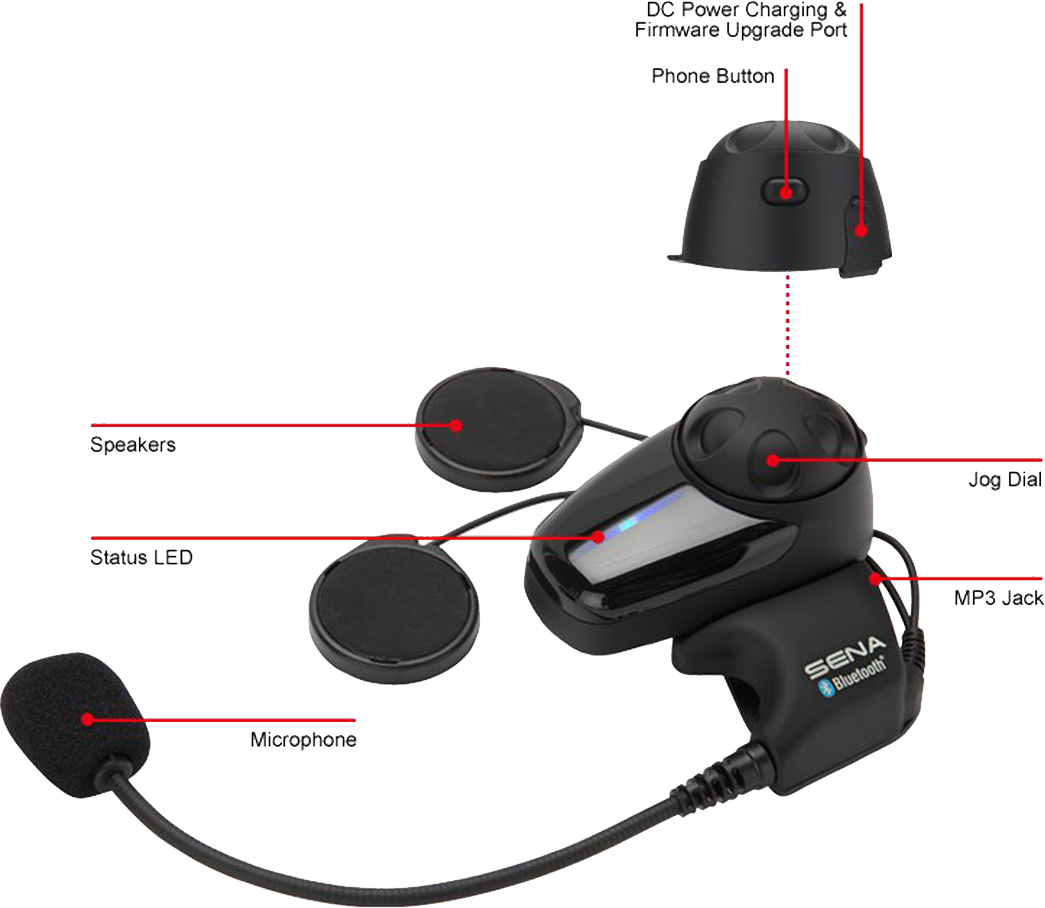 DC Power Charging &
Firmware Upgrade Port
Phone Button
Speakers
Jog Dial
Status LED
MP3 Jack
SENA
Bluetooth®
Microphone